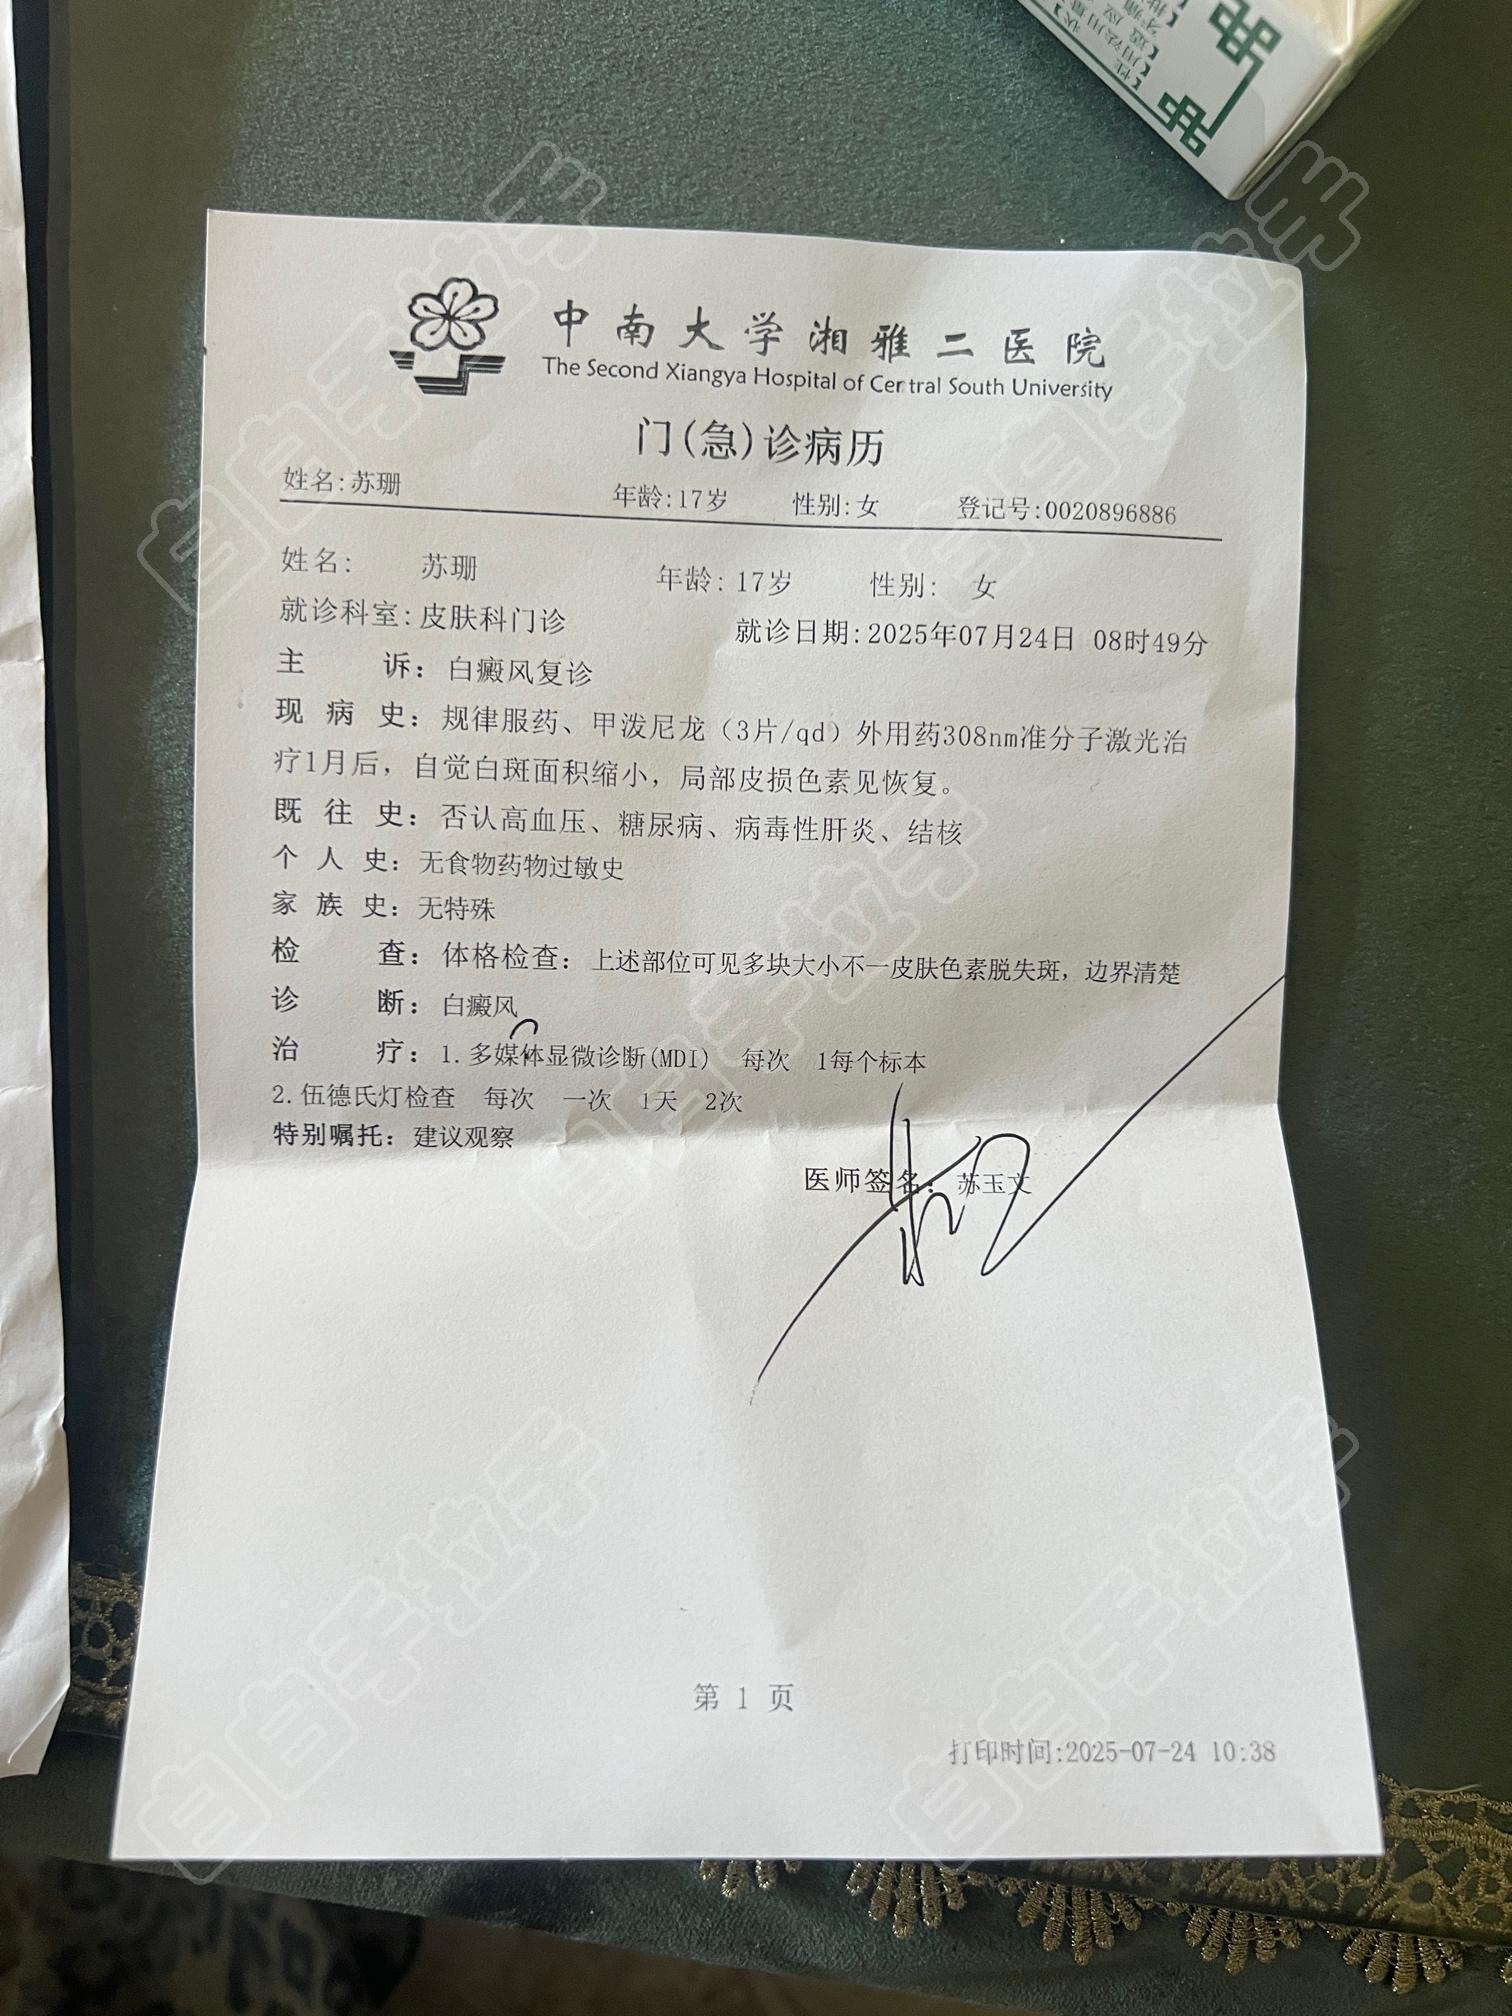 中南大学湘雅二医院
The Second Xiangya Hospital of Central South University
门(急)诊病历
姓名:苏珊 年龄:17岁 性别:女 登记号:0020896886
姓名: 苏珊 年龄: 17岁 性别: 女
就诊科室:皮肤科门诊 就诊日期:2025年07月24日 08时49分
主诉: 白癜风复诊
现病史: 规律服药、甲泼尼龙（3片/qd）外用药308nm准分子激光治
疗1月后, 自觉白斑面积缩小, 局部皮损色素见恢复。
既往史: 否认高血压、糖尿病、病毒性肝炎、结核
个人史: 无食物药物过敏史
家族史: 无特殊
检查: 体格检查: 上述部位可见多块大小不一皮肤色素脱失斑, 边界清楚
诊断: 白癜风
治疗: 1.多媒体显微诊断(MDI) 每次 1每个标本
2.伍德氏灯检查 每次 一次 1天 2次
特别嘱托: 建议观察
医师签名: 苏玉文
第 1 页
打印时间:2025-07-24 10:38